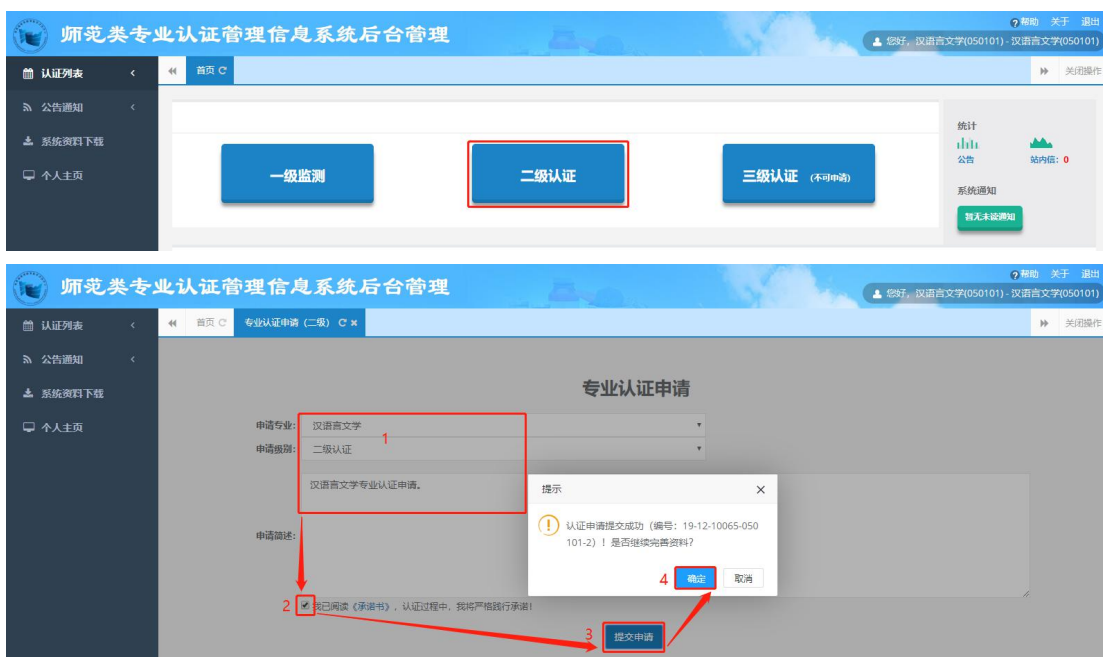 师范类专业认证管理信息系统后台管理
帮助 关于 退出
您好，汉语言文学(050101) - 汉语言文学(050101)
认证列表
首页
关闭操作
公告通知
系统资料下载
个人主页
一级监测
二级认证
三级认证 (不可申请)
统计
公告
站内信: 0
系统通知
暂无未读通知
师范类专业认证管理信息系统后台管理
帮助 关于 退出
您好，汉语言文学(050101) - 汉语言文学(050101)
认证列表
首页
专业认证申请（二级）
关闭操作
公告通知
系统资料下载
个人主页
专业认证申请
申请专业: 汉语言文学
1
申请级别: 二级认证
汉语言文学专业认证申请。
申请简述:
提示
认证申请提交成功（编号：19-12-10065-050
101-2）！是否继续完善资料?
4 确定 取消
2 我已阅读《承诺书》，认证过程中，我将严格践行承诺!
3 提交申请